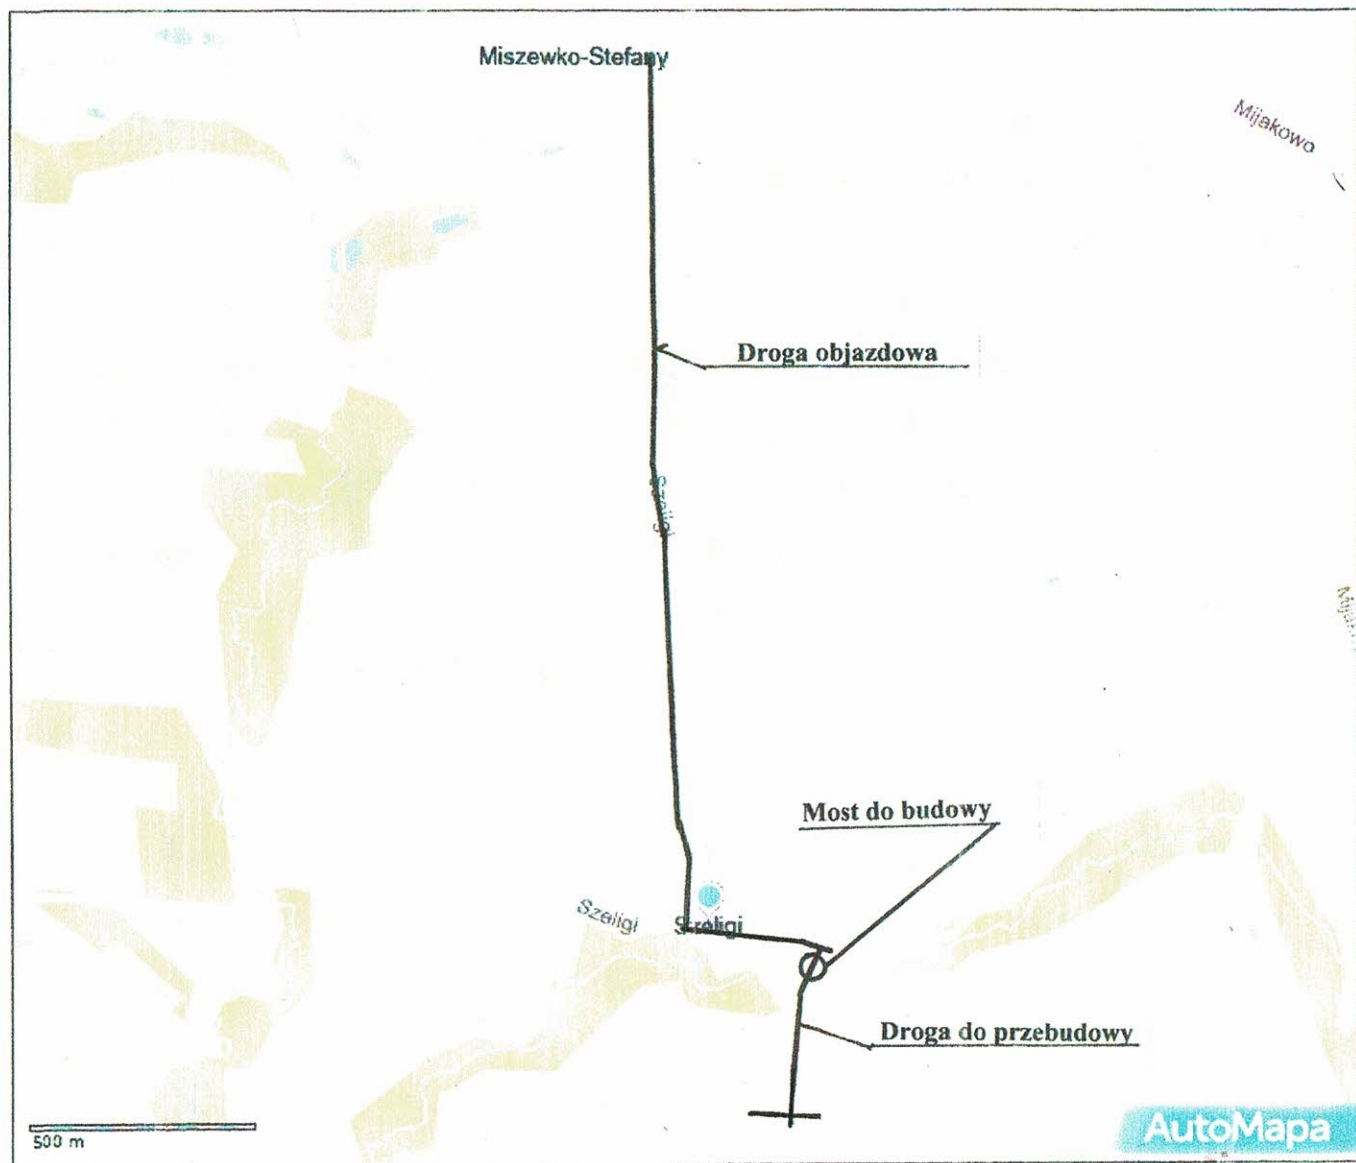 Miszewko-Stefany
Mijakowo
Droga objazdowa
Szeligi
Most do budowy
Szeligi
Szeligi
Droga do przebudowy
500 m
AutoMapa